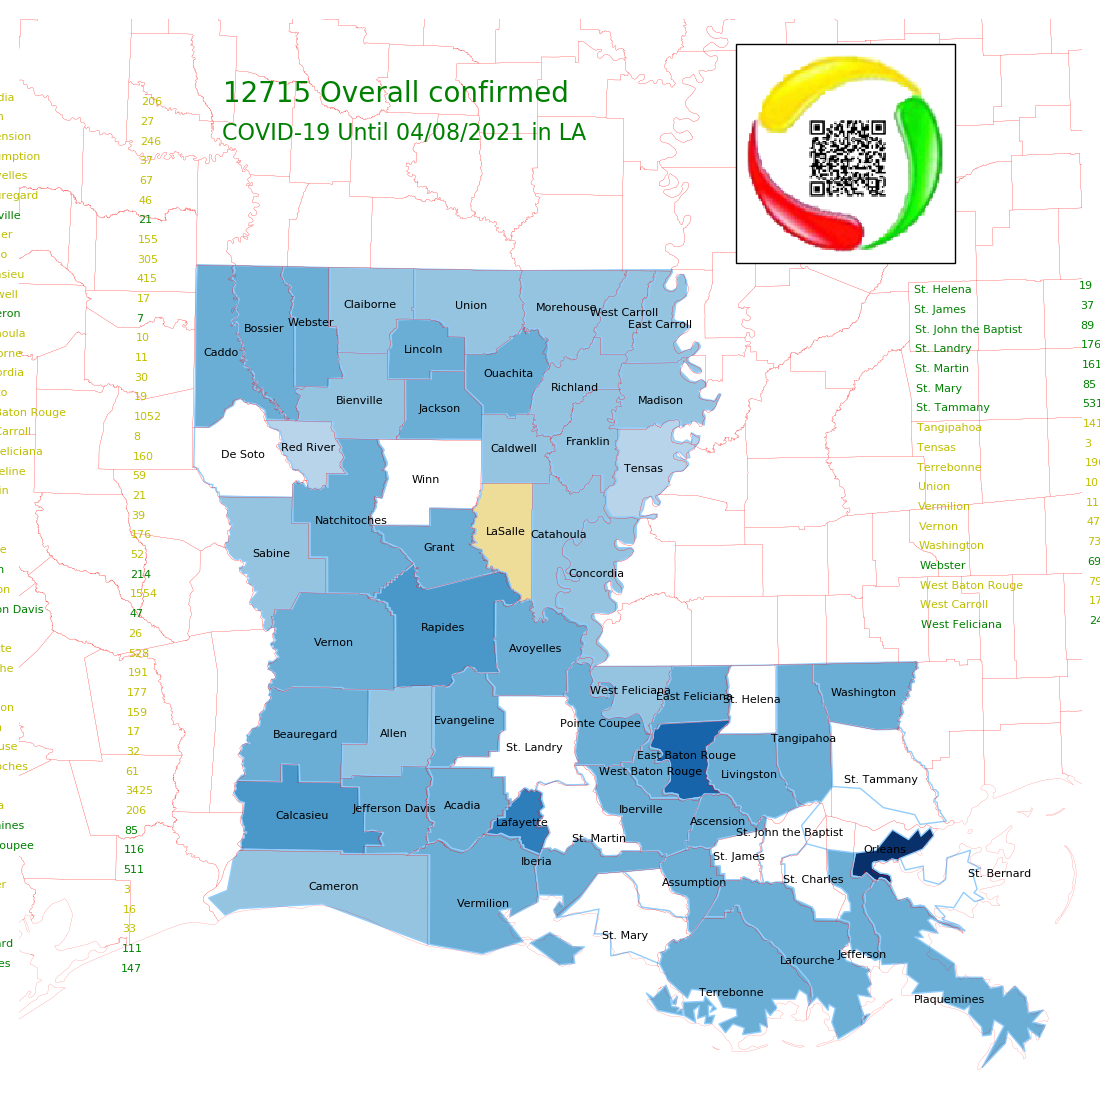 12715 Overall confirmed
COVID-19 Until 04/08/2021 in LA
dia 206
n 27
ension 246
mption 37
velles 67
uregard 46
ville 21
er 155
o 305
sieu 415
well 17
eron 7
oula 10
orne 11
ordia 30
o 19
Baton Rouge 1052
Carroll 8
eliciana 160
eline 59
in 21
39
176
e 52
n 214
on 1554
on Davis 47
26
te 528
he 191
177
on 159
17
use 32
oches 61
3425
a 206
ines 85
oupee 116
511
er 3
16
33
ard 111
es 147
St. Helena 19
St. James 37
St. John the Baptist 89
St. Landry 176
St. Martin 161
St. Mary 85
St. Tammany 531
Tangipahoa 141
Tensas 3
Terrebonne 190
Union 10
Vermilion 11
Vernon 47
Washington 73
Webster 69
West Baton Rouge 79
West Carroll 17
West Feliciana 24
Claiborne
Union
Morehouse
West Carroll
East Carroll
Webster
Bossier
Caddo
Lincoln
Ouachita
Richland
Madison
Bienville
Jackson
Franklin
Caldwell
Red River
De Soto
Tensas
Winn
Natchitoches
LaSalle
Catahoula
Grant
Sabine
Concordia
Rapides
Vernon
Avoyelles
West Feliciana
East Feliciana
St. Helena
Washington
Evangeline
Pointe Coupee
Beauregard
Allen
Tangipahoa
St. Landry
East Baton Rouge
West Baton Rouge
Livingston
St. Tammany
Calcasieu
Jefferson Davis
Acadia
Iberville
Lafayette
Ascension
St. John the Baptist
St. Martin
Orleans
St. James
Iberia
St. Bernard
St. Charles
Cameron
Assumption
Vermilion
St. Mary
Jefferson
Lafourche
Terrebonne
Plaquemines